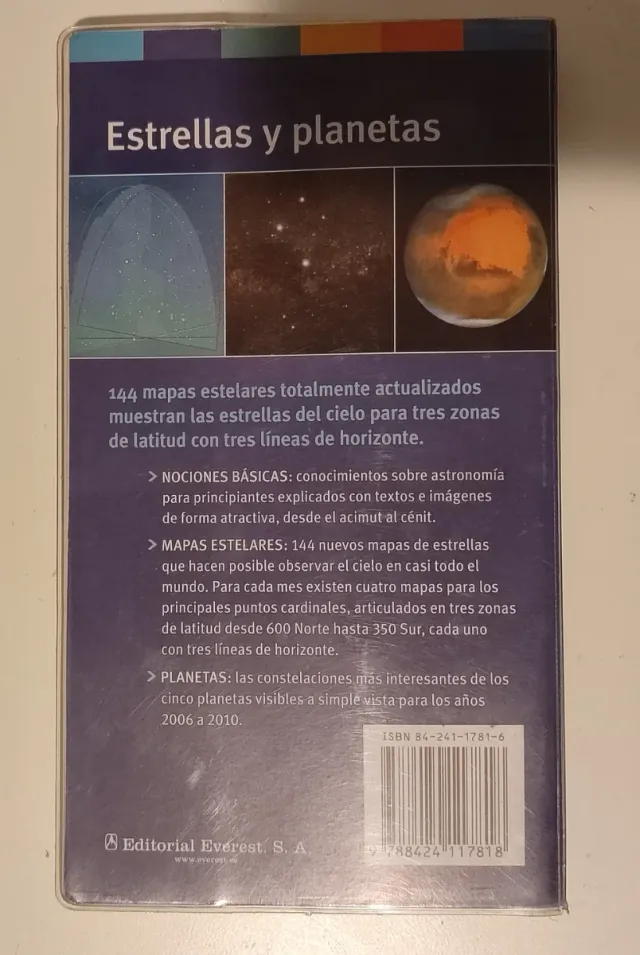 Estrellas y planetas
144 mapas estelares totalmente actualizados
muestran las estrellas del cielo para tres zonas
de latitud con tres líneas de horizonte.
> NOCIONES BÁSICAS: conocimientos sobre astronomía
para principiantes explicados con textos e imágenes
de forma atractiva, desde el acimut al cénit.
> MAPAS ESTELARES: 144 nuevos mapas de estrellas
que hacen posible observar el cielo en casi todo el
mundo. Para cada mes existen cuatro mapas para los
principales puntos cardinales, articulados en tres zonas
de latitud desde 600 Norte hasta 350 Sur, cada uno
con tres líneas de horizonte.
> PLANETAS: las constelaciones más interesantes de los
cinco planetas visibles a simple vista para los años
2006 a 2010.
ISBN 84-241-1781-6
9 788424 117818
Editorial Everest, S. A.
www.everest.es